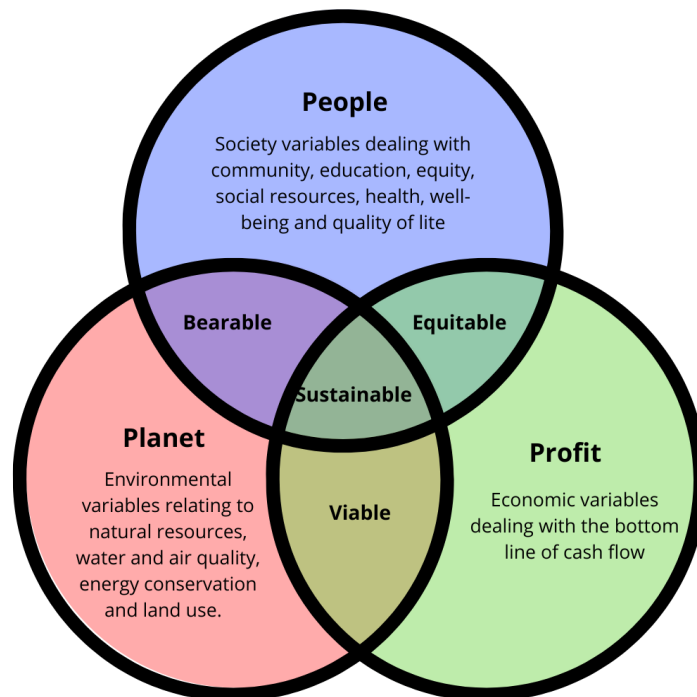 People
Society variables dealing with
community, education, equity,
social resources, health, well-
being and quality of lite
Bearable
Equitable
Sustainable
Planet
Environmental
variables relating to
natural resources,
water and air quality,
energy conservation
and land use.
Viable
Profit
Economic variables
dealing with the bottom
line of cash flow